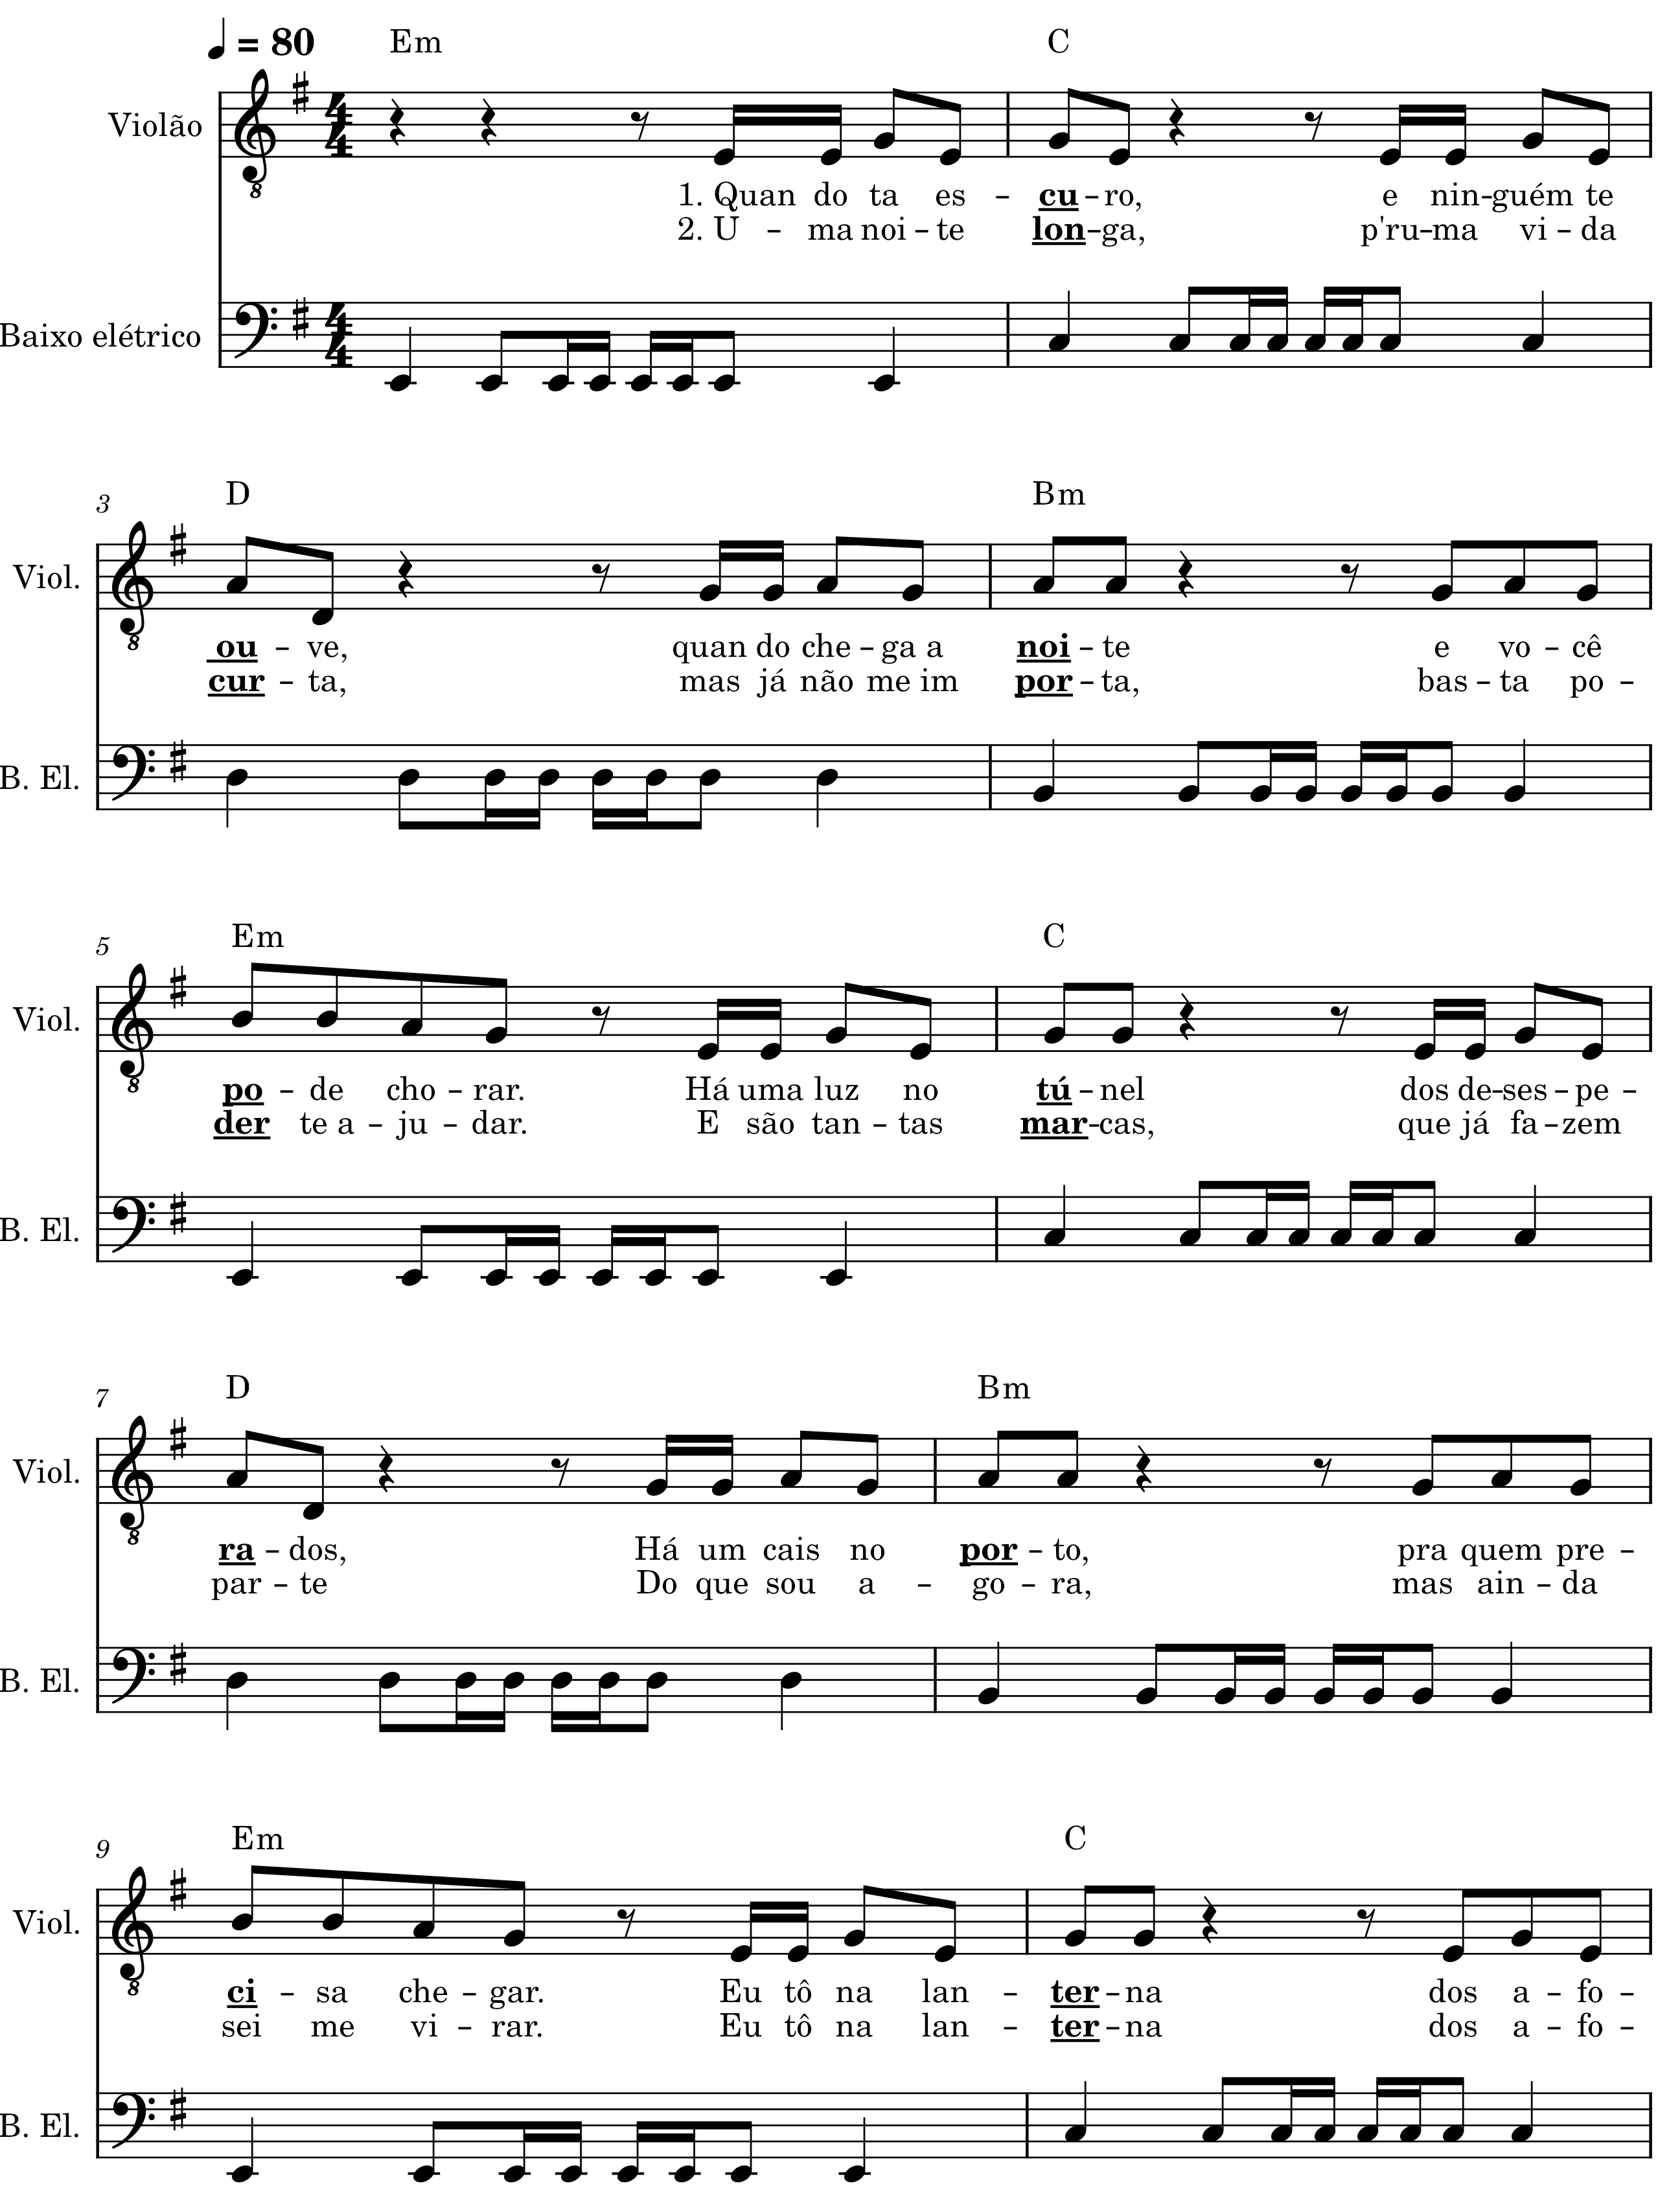 ♩ = 80 Em C
Violão
1. Quan do ta es – cu – ro, e nin – guém te
2. U – ma noi – te lon – ga, p'ru – ma vi – da
Baixo elétrico
3 D Bm
Viol.
ou – ve, quan do che – ga a noi – te e vo – cê
cur – ta, mas já não me im por – ta, bas – ta po –
B. El.
5 Em C
Viol.
po – de cho – rar. Há uma luz no tú – nel dos de – ses – pe –
der te a – ju – dar. E são tan – tas mar – cas, que já fa – zem
B. El.
7 D Bm
Viol.
ra – dos, Há um cais no por – to, pra quem pre –
par – te Do que sou a – go – ra, mas ain – da
B. El.
9 Em C
Viol.
ci – sa che – gar. Eu tô na lan – ter – na dos a – fo –
sei me vi – rar. Eu tô na lan – ter – na dos a – fo –
B. El.